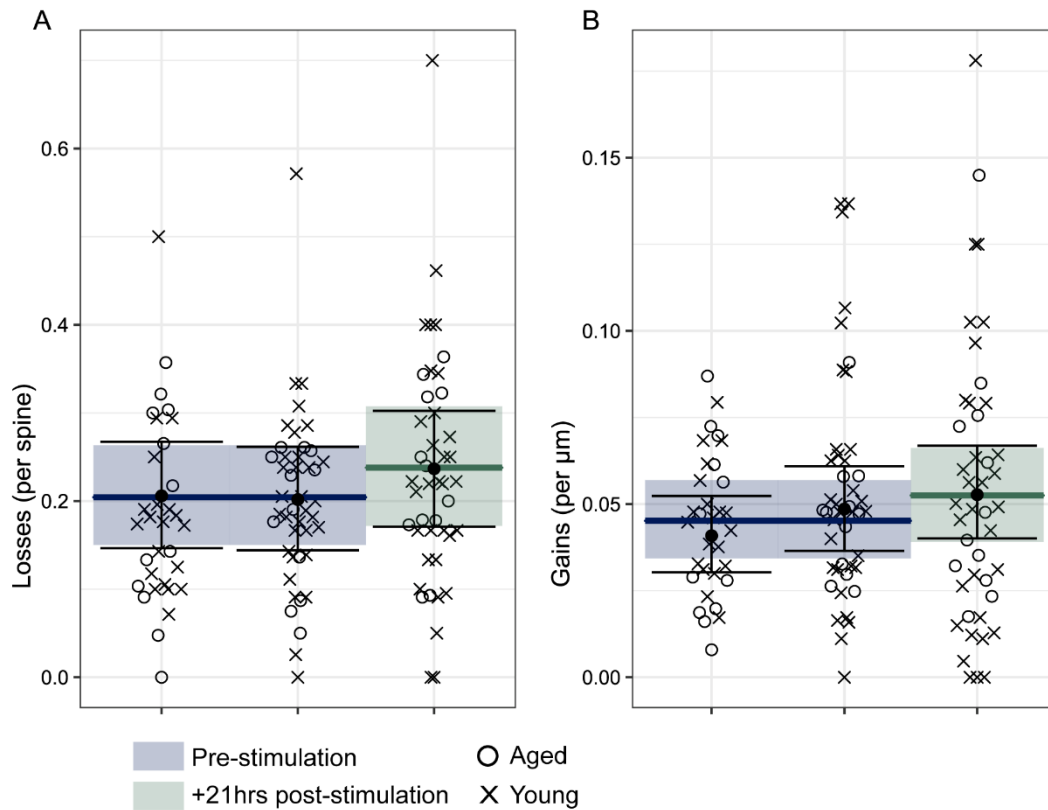 A
B
Losses (per spine)
0.6
0.4
0.2
0.0
Gains (per µm)
0.15
0.10
0.05
0.00
Pre-stimulation
Aged
+21hrs post-stimulation
Young